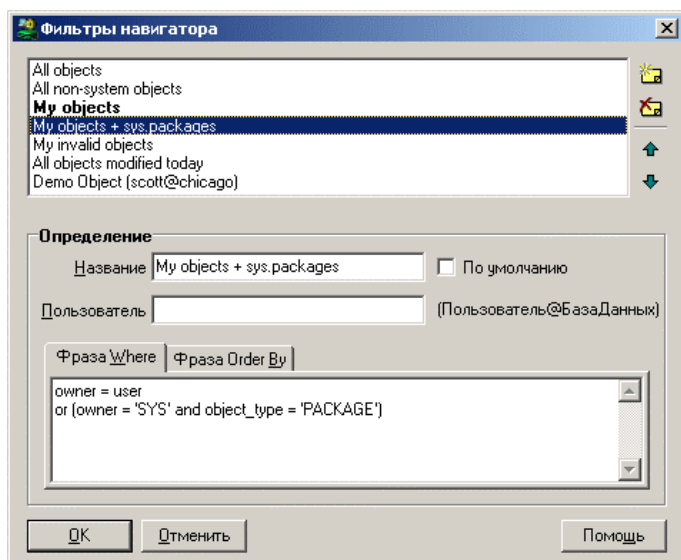 Фильтры навигатора
All objects
All non-system objects
My objects
My objects + sys.packages
My invalid objects
All objects modified today
Demo Object (scott@chicago)
Определение
Название My objects + sys.packages По умолчанию
Пользователь (Пользователь@БазаДанных)
Фраза Where Фраза Order By
owner = user
or (owner = 'SYS' and object_type = 'PACKAGE')
OK Отменить Помощь